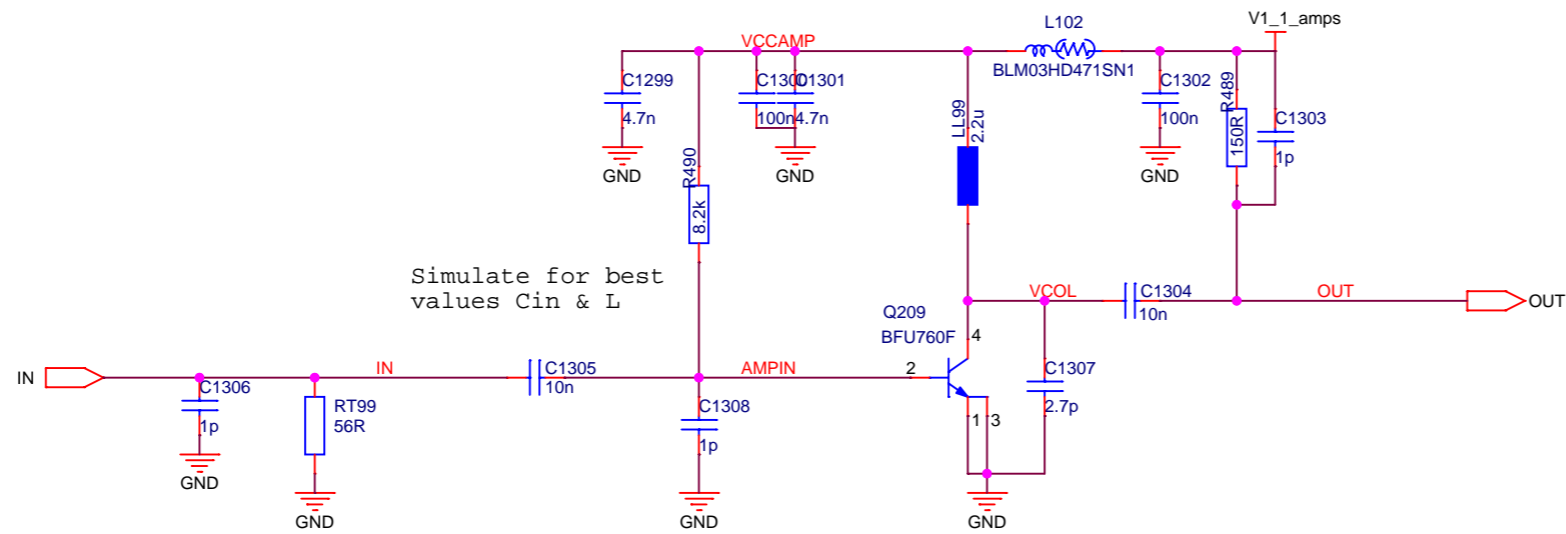 V1_1_amps
L102
VCCAMP
BLM03HD471SN1
C1299
4.7n
C1300
100n
C1301
4.7n
LL99
2.2u
C1302
100n
R489
150R
C1303
1p
GND
GND
GND
R490
8.2k
Simulate for best
values Cin & L
VCOL
C1304
10n
OUT
OUT
Q209
BFU760F
4
2
1
3
IN
IN
C1305
10n
AMPIN
C1307
2.7p
C1306
1p
RT99
56R
C1308
1p
GND
GND
GND
GND